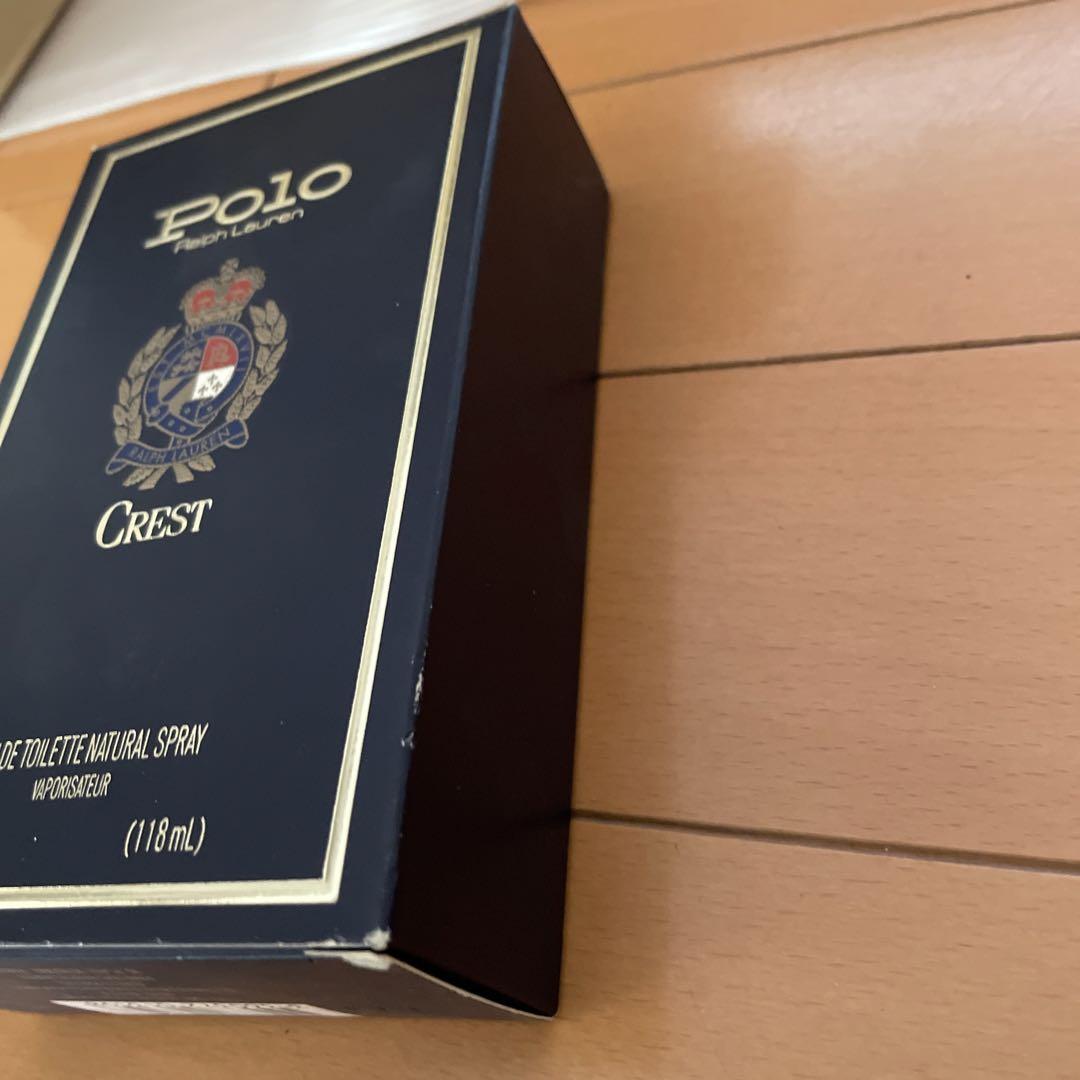 Polo
Ralph Lauren
RALPH LAUREN
CREST
DE TOILETTE NATURAL SPRAY
VAPORISATEUR
(118 mL)